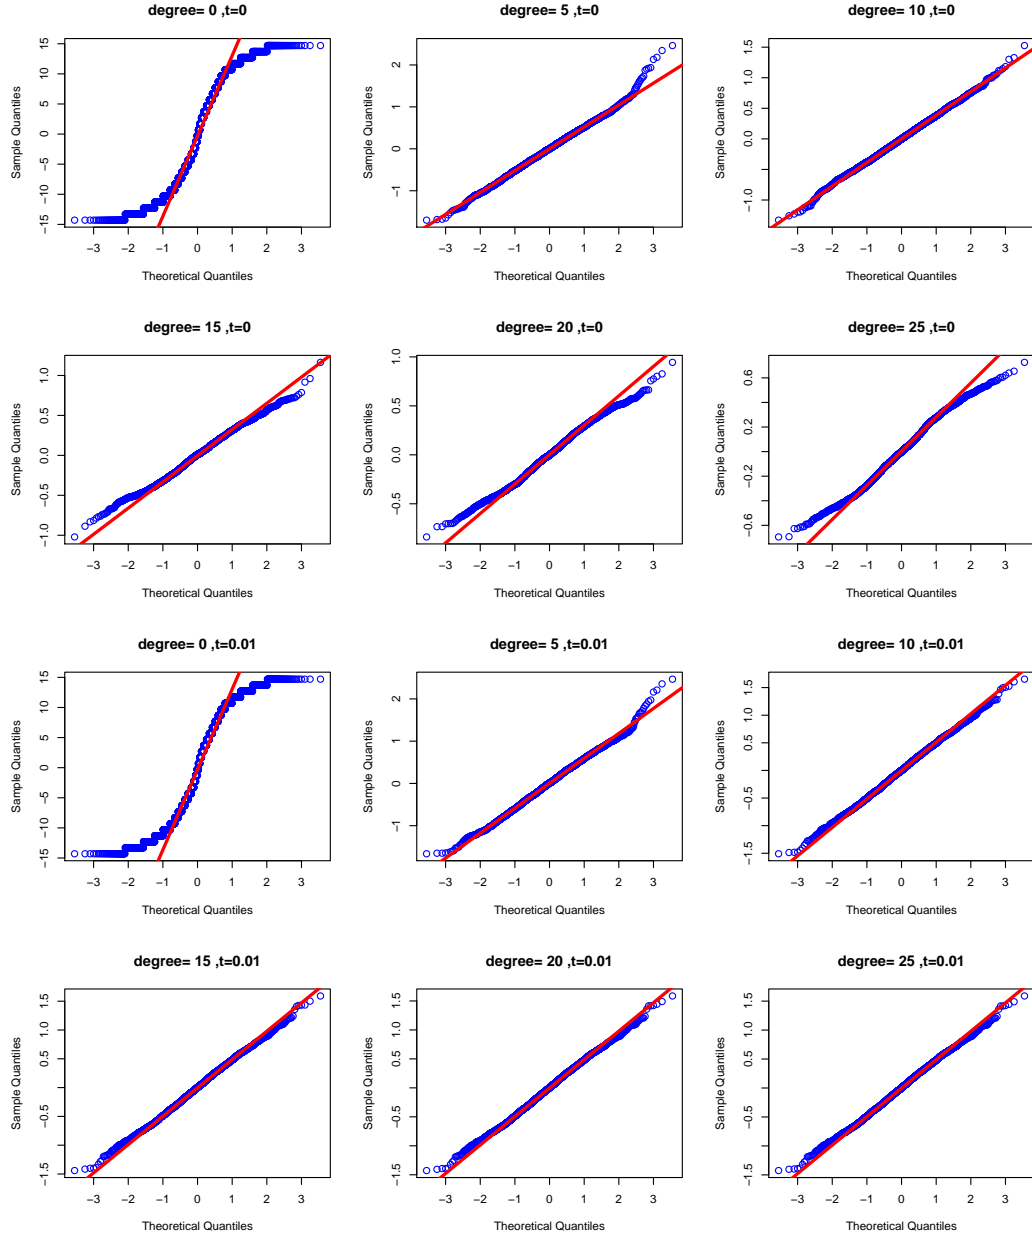 degree= 0 ,t=0
Sample Quantiles
15
10
5
0
−5
−10
−15
−3 −2 −1 0 1 2 3
Theoretical Quantiles
degree= 5 ,t=0
Sample Quantiles
2
1
0
−1
−3 −2 −1 0 1 2 3
Theoretical Quantiles
degree= 10 ,t=0
Sample Quantiles
1.5
1.0
0.5
0.0
−1.0
−3 −2 −1 0 1 2 3
Theoretical Quantiles
degree= 15 ,t=0
Sample Quantiles
1.0
0.5
0.0
−0.5
−1.0
−3 −2 −1 0 1 2 3
Theoretical Quantiles
degree= 20 ,t=0
Sample Quantiles
1.0
0.5
0.0
−0.5
−3 −2 −1 0 1 2 3
Theoretical Quantiles
degree= 25 ,t=0
Sample Quantiles
0.6
0.2
−0.2
−0.6
−3 −2 −1 0 1 2 3
Theoretical Quantiles
degree= 0 ,t=0.01
Sample Quantiles
15
10
5
0
−5
−10
−15
−3 −2 −1 0 1 2 3
Theoretical Quantiles
degree= 5 ,t=0.01
Sample Quantiles
2
1
0
−1
−3 −2 −1 0 1 2 3
Theoretical Quantiles
degree= 10 ,t=0.01
Sample Quantiles
1.5
1.0
0.5
−0.5
−1.5
−3 −2 −1 0 1 2 3
Theoretical Quantiles
degree= 15 ,t=0.01
Sample Quantiles
1.5
1.0
0.5
−0.5
−1.5
−3 −2 −1 0 1 2 3
Theoretical Quantiles
degree= 20 ,t=0.01
Sample Quantiles
1.5
1.0
0.5
−0.5
−1.5
−3 −2 −1 0 1 2 3
Theoretical Quantiles
degree= 25 ,t=0.01
Sample Quantiles
1.5
1.0
0.5
−0.5
−1.5
−3 −2 −1 0 1 2 3
Theoretical Quantiles